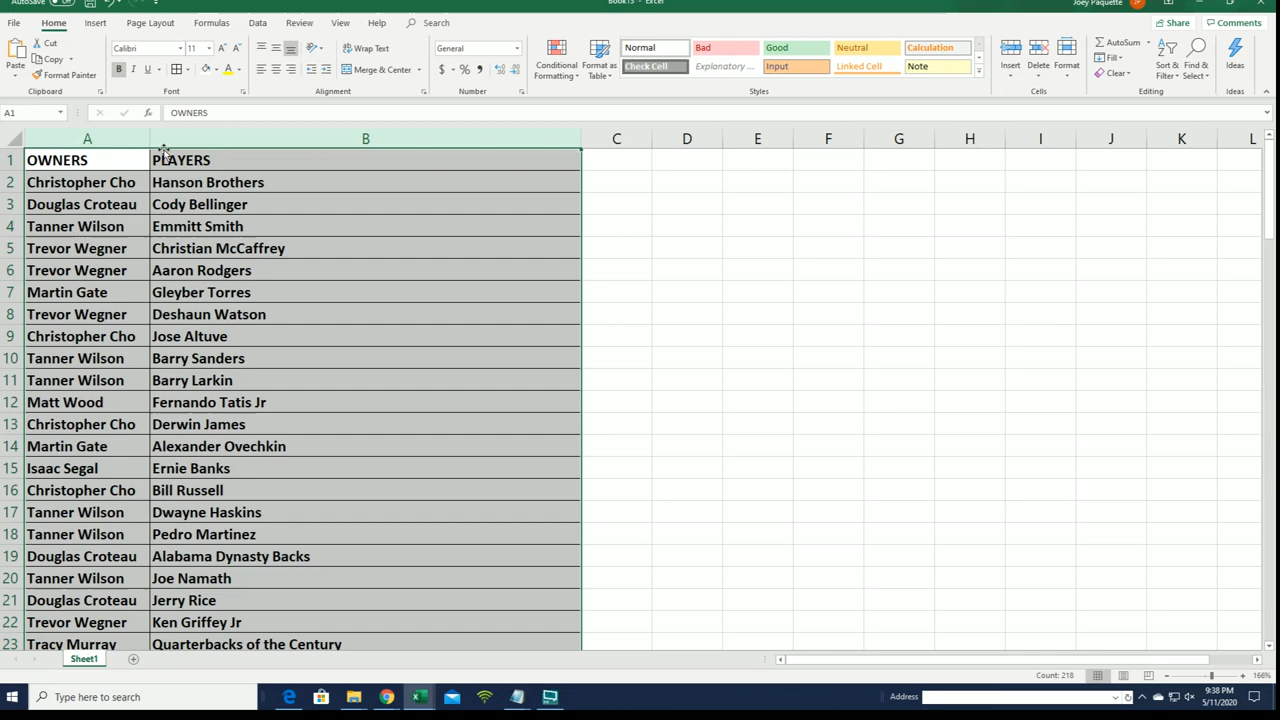 AutoSave Off
Book15 - Excel
Joey Paquette JP
File Home Insert Page Layout Formulas Data Review View Help Search Share Comments
Paste Cut Calibri 11 Wrap Text General Conditional Formatting Format as Table Normal Bad Good Neutral Calculation Insert Delete Format AutoSum Sort & Filter Find & Select Ideas
Copy Format Painter B I U Merge & Center $ % Check Cell Explanatory ... Input Linked Cell Note Fill Clear
Clipboard Font Alignment Number Styles Cells Editing Ideas
A1 fx OWNERS
A B C D E F G H I J K L
1 OWNERS PLAYERS
2 Christopher Cho Hanson Brothers
3 Douglas Croteau Cody Bellinger
4 Tanner Wilson Emmitt Smith
5 Trevor Wegner Christian McCaffrey
6 Trevor Wegner Aaron Rodgers
7 Martin Gate Gleyber Torres
8 Trevor Wegner Deshaun Watson
9 Christopher Cho Jose Altuve
10 Tanner Wilson Barry Sanders
11 Tanner Wilson Barry Larkin
12 Matt Wood Fernando Tatis Jr
13 Christopher Cho Derwin James
14 Martin Gate Alexander Ovechkin
15 Isaac Segal Ernie Banks
16 Christopher Cho Bill Russell
17 Tanner Wilson Dwayne Haskins
18 Tanner Wilson Pedro Martinez
19 Douglas Croteau Alabama Dynasty Backs
20 Tanner Wilson Joe Namath
21 Douglas Croteau Jerry Rice
22 Trevor Wegner Ken Griffey Jr
23 Tracy Murray Quarterbacks of the Century
Sheet1
Count: 218 166%
Type here to search Address 9:38 PM
5/11/2020